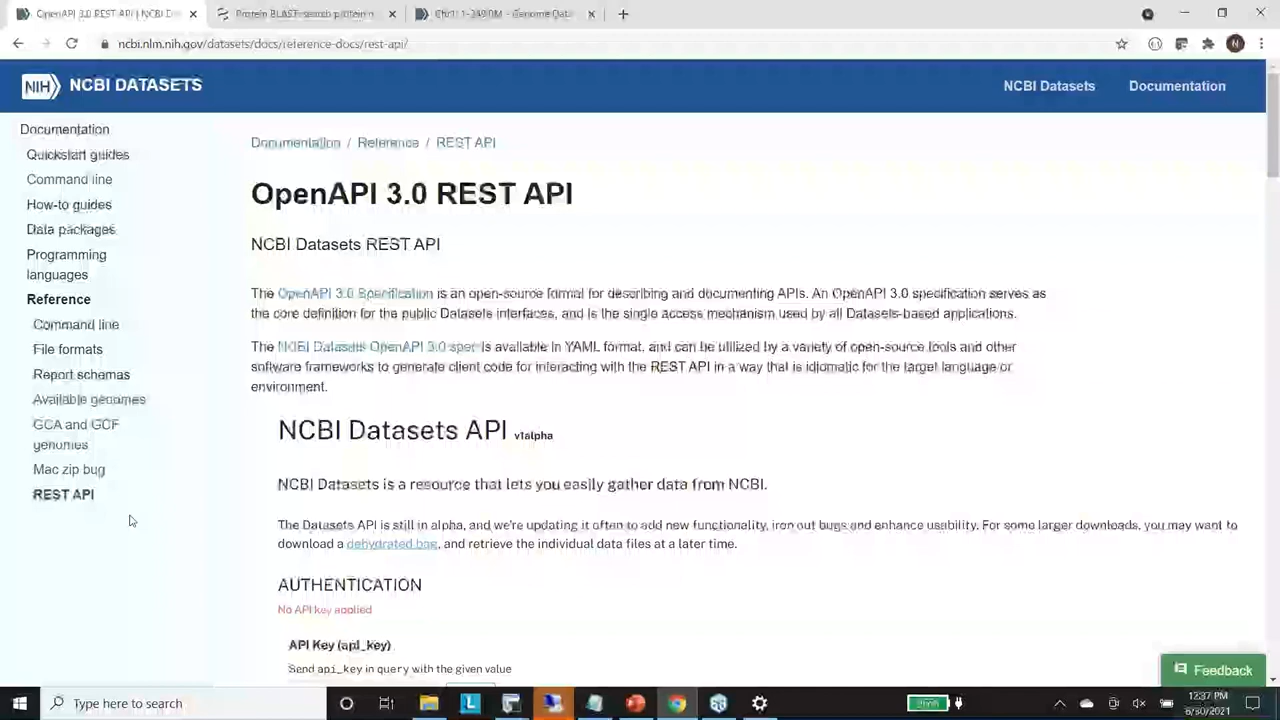 OpenAPI 3.0 REST API | NCBI D
Protein BLAST: search protein d
Chr1: 1 - 249.0M - Genome Dat
ncbi.nlm.nih.gov/datasets/docs/reference-docs/rest-api/
NIH NCBI DATASETS
NCBI Datasets
Documentation
Documentation
Quickstart guides
Command line
How-to guides
Data packages
Programming
languages
Reference
Command line
File formats
Report schemas
Available genomes
GCA and GCF
genomes
Mac zip bug
REST API
Documentation / Reference / REST API
OpenAPI 3.0 REST API
NCBI Datasets REST API
The OpenAPI 3.0 Specification is an open-source format for describing and documenting APIs. An OpenAPI 3.0 specification serves as
the core definition for the public Datasets interfaces, and is the single access mechanism used by all Datasets-based applications.
The NCBI Datasets OpenAPI 3.0 spec is available in YAML format, and can be utilized by a variety of open-source tools and other
software frameworks to generate client code for interacting with the REST API in a way that is idiomatic for the target language or
environment.
NCBI Datasets API v1alpha
NCBI Datasets is a resource that lets you easily gather data from NCBI.
The Datasets API is still in alpha, and we're updating it often to add new functionality, iron out bugs and enhance usability. For some larger downloads, you may want to
download a dehydrated bag, and retrieve the individual data files at a later time.
AUTHENTICATION
No API key applied
API Key (api_key)
Send api_key in query with the given value
Feedback
Type here to search
12:37 PM
8/30/2021